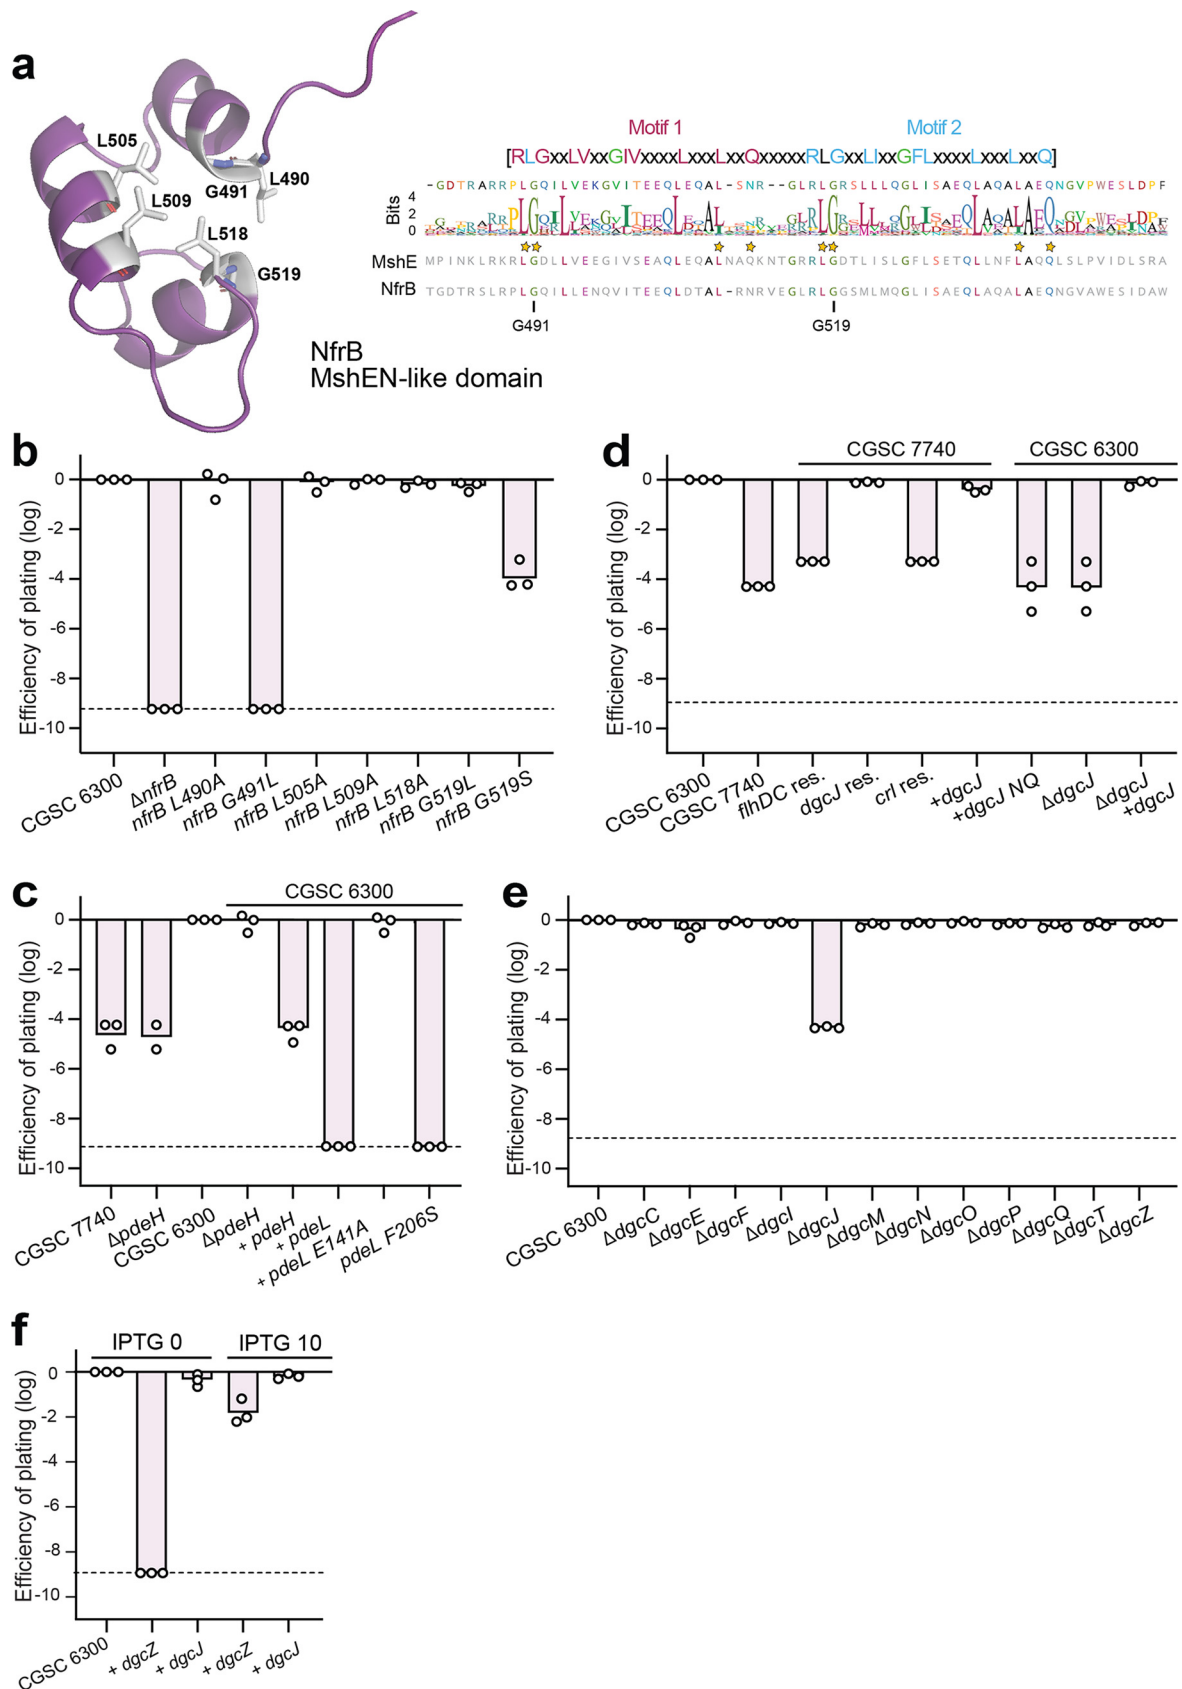 a
L505
L490
G491
L509
L518
G519
NfrB
MshEN-like domain
Motif 1
Motif 2
[RLGxxLVxxGIVxxxxLxxxLxxQxxxxxRLGxxLIxxGFLxxxxLxxxLxxQ]
-GDTRARRPLGQILVEKGVITEEQLEQAL-SNR--GLRLGRSLLLQGLISAEQLAQALAEQNGVPWESLDPF
Bits
4
2
0
MshE
MPINKLRKRLGDLLVEEGIVSEAQLEQALNAQKNTGRRLGDTLISLGFLSETQLLNFLAQQLSLPVIDLSRA
NfrB
TGDTRSLRPLGQILLENQVITEEQLDTAL-RNRVEGLRLGGSMLMQGLISAEQLAQALAEQNGVAWESIDAW
G491
G519
b
Efficiency of plating (log)
0
-2
-4
-6
-8
-10
CGSC 6300
ΔnfrB
nfrB L490A
nfrB G491L
nfrB L505A
nfrB L509A
nfrB L518A
nfrB G519L
nfrB G519S
d
CGSC 7740
CGSC 6300
Efficiency of plating (log)
0
-2
-4
-6
-8
-10
CGSC 6300
CGSC 7740
flhDC res.
dgcJ res.
crl res.
+dgcJ
+dgcJ NQ
ΔdgcJ
ΔdgcJ
+dgcJ
c
CGSC 6300
Efficiency of plating (log)
0
-2
-4
-6
-8
-10
CGSC 7740
ΔpdeH
CGSC 6300
ΔpdeH
+ pdeH
+ pdeL
+ pdeL E141A
pdeL F206S
e
Efficiency of plating (log)
0
-2
-4
-6
-8
-10
CGSC 6300
ΔdgcC
ΔdgcE
ΔdgcF
ΔdgcI
ΔdgcJ
ΔdgcM
ΔdgcN
ΔdgcO
ΔdgcP
ΔdgcQ
ΔdgcT
ΔdgcZ
f
IPTG 0
IPTG 10
Efficiency of plating (log)
0
-2
-4
-6
-8
-10
CGSC 6300
+ dgcZ
+ dgcJ
+ dgcZ
+ dgcJ